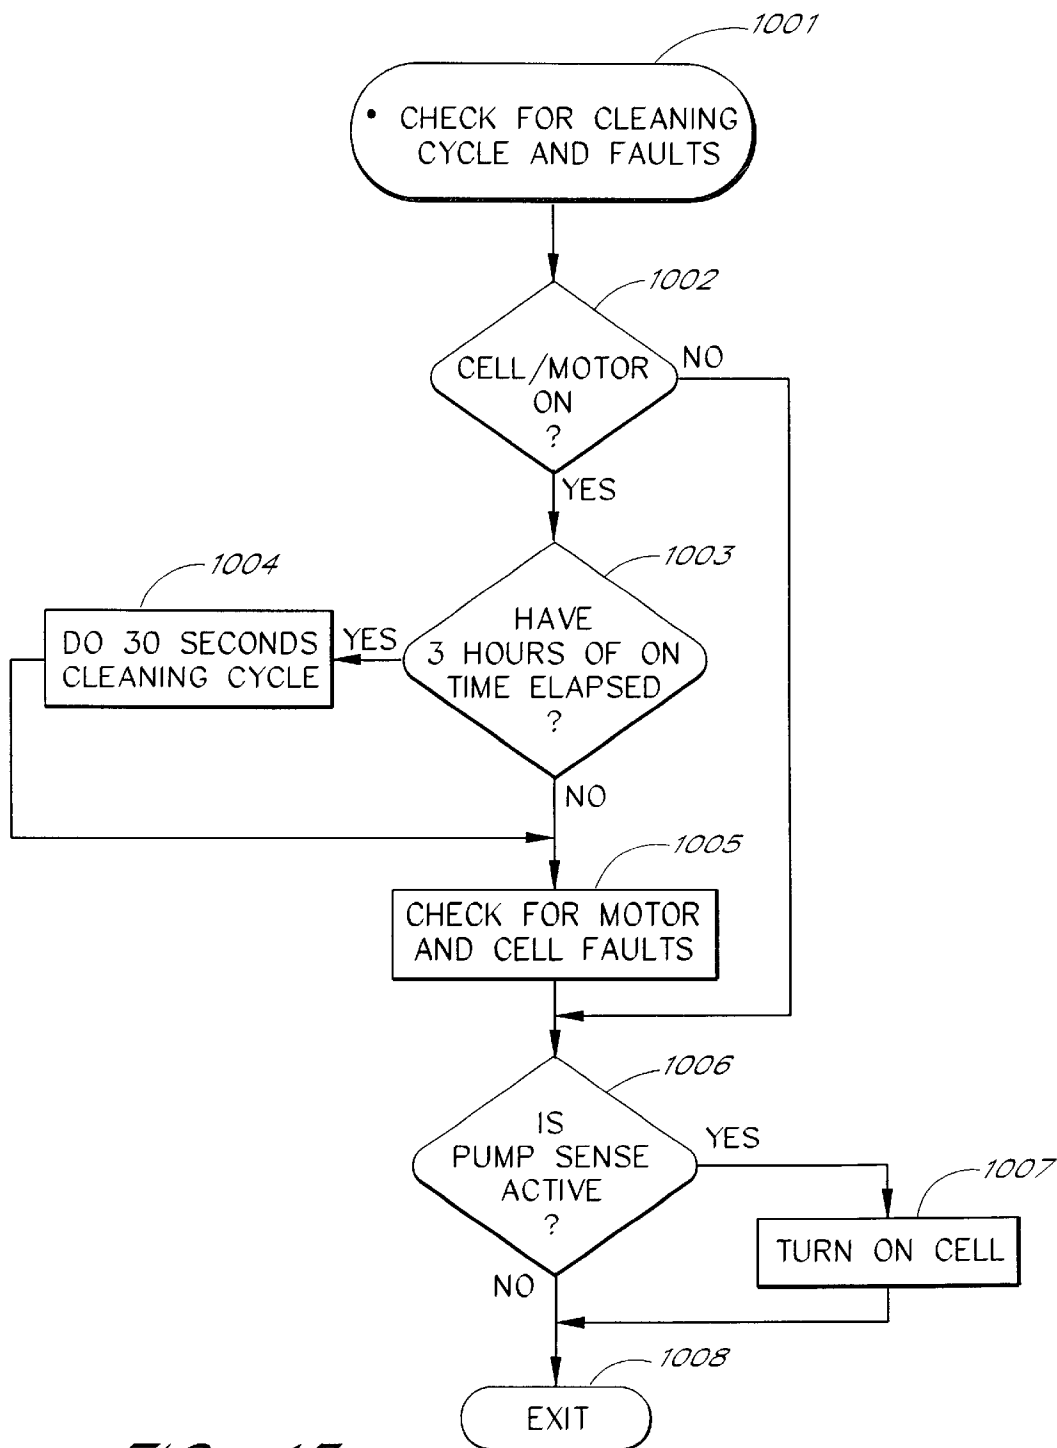 1001
• CHECK FOR CLEANING
CYCLE AND FAULTS
1002
CELL/MOTOR
ON
?
NO
YES
1003
HAVE
3 HOURS OF ON
TIME ELAPSED
?
YES
1004
DO 30 SECONDS
CLEANING CYCLE
NO
1005
CHECK FOR MOTOR
AND CELL FAULTS
1006
IS
PUMP SENSE
ACTIVE
?
YES
1007
TURN ON CELL
NO
1008
EXIT